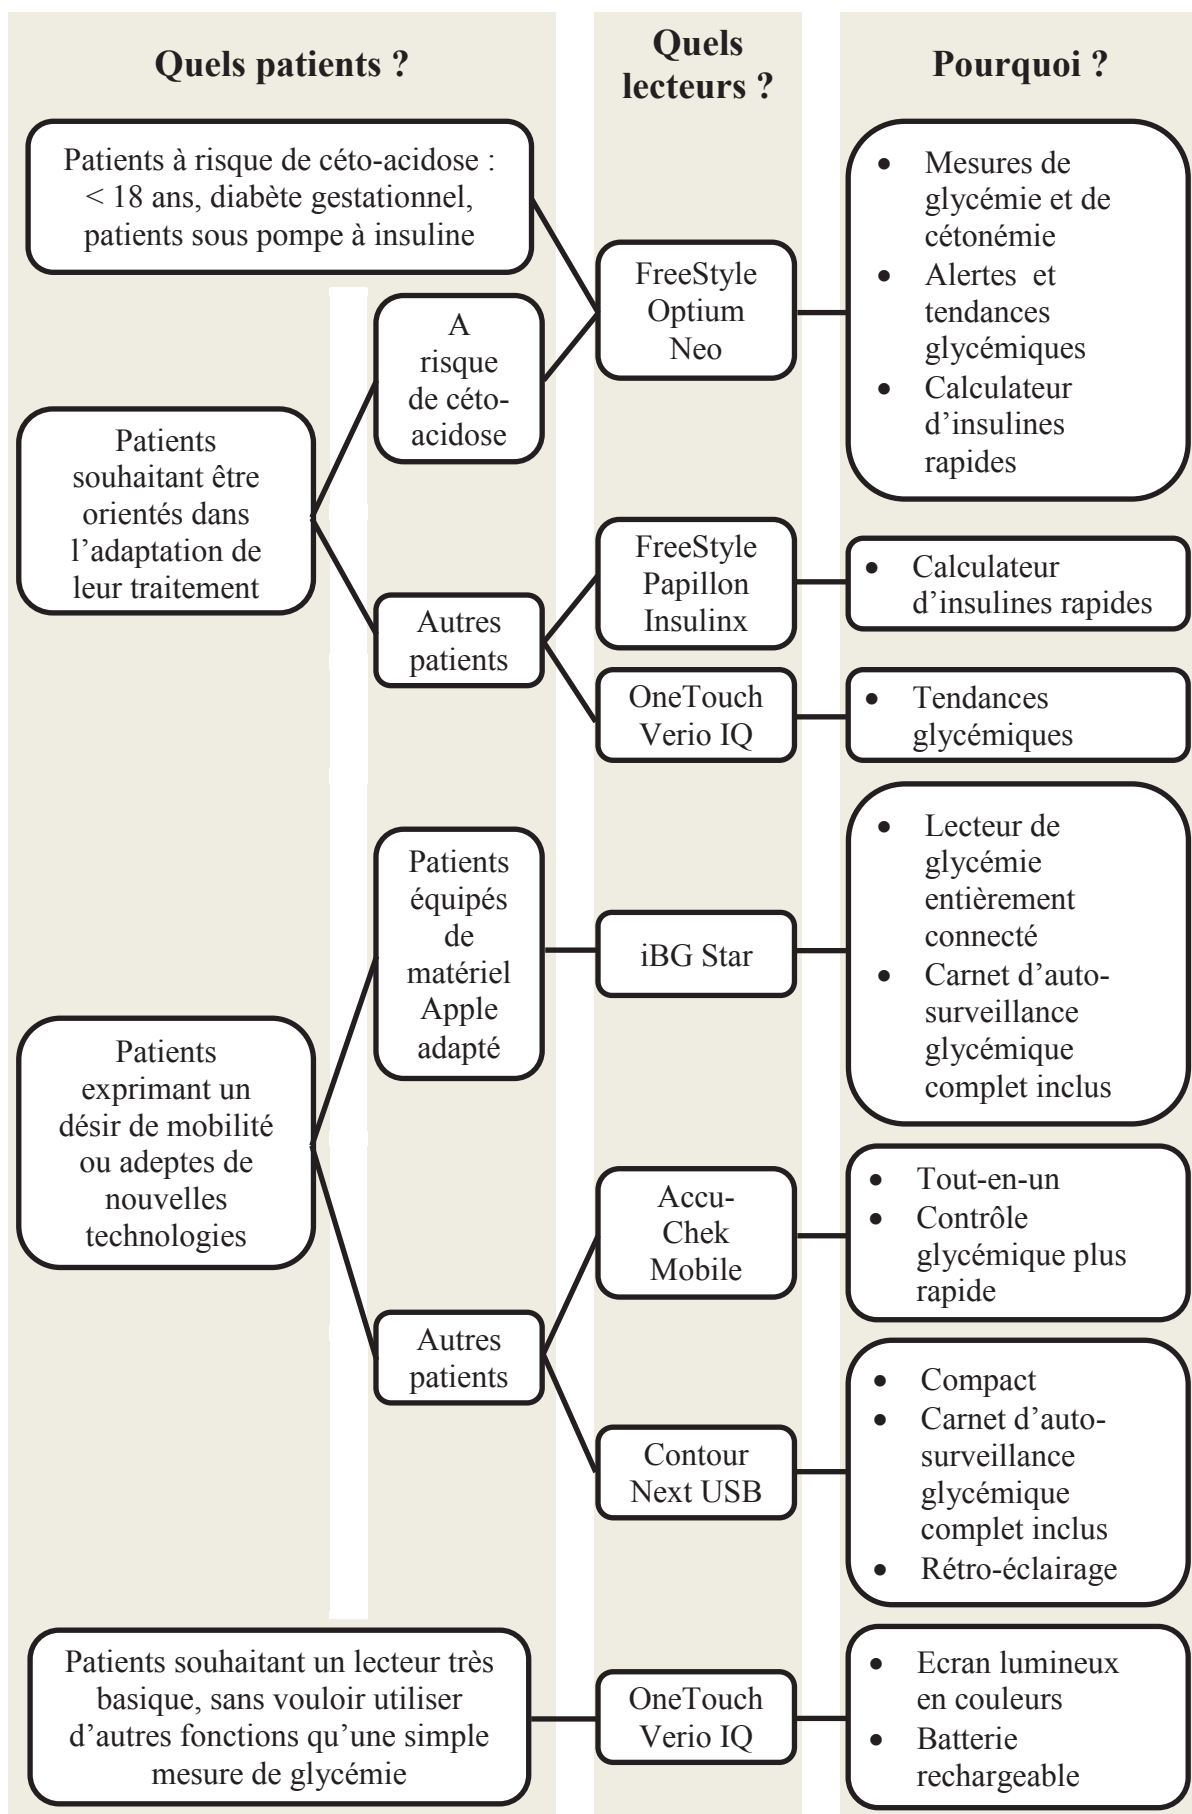 Quels patients ?
Quels
lecteurs ?
Pourquoi ?
Patients à risque de céto-acidose :
< 18 ans, diabète gestationnel,
patients sous pompe à insuline
Patients
souhaitant être
orientés dans
l'adaptation de
leur traitement
A
risque
de céto-
acidose
FreeStyle
Optium
Neo
• Mesures de
glycémie et de
cétonémie
• Alertes et
tendances
glycémiques
• Calculateur
d'insulines
rapides
Autres
patients
FreeStyle
Papillon
Insulinx
• Calculateur
d'insulines rapides
OneTouch
Verio IQ
• Tendances
glycémiques
Patients
exprimant un
désir de mobilité
ou adeptes de
nouvelles
technologies
Patients
équipés
de
matériel
Apple
adapté
iBG Star
• Lecteur de
glycémie
entièrement
connecté
• Carnet d'auto-
surveillance
glycémique
complet inclus
Autres
patients
Accu-
Chek
Mobile
• Tout-en-un
• Contrôle
glycémique plus
rapide
Contour
Next USB
• Compact
• Carnet d'auto-
surveillance
glycémique
complet inclus
• Rétro-éclairage
Patients souhaitant un lecteur très
basique, sans vouloir utiliser
d'autres fonctions qu'une simple
mesure de glycémie
OneTouch
Verio IQ
• Ecran lumineux
en couleurs
• Batterie
rechargeable